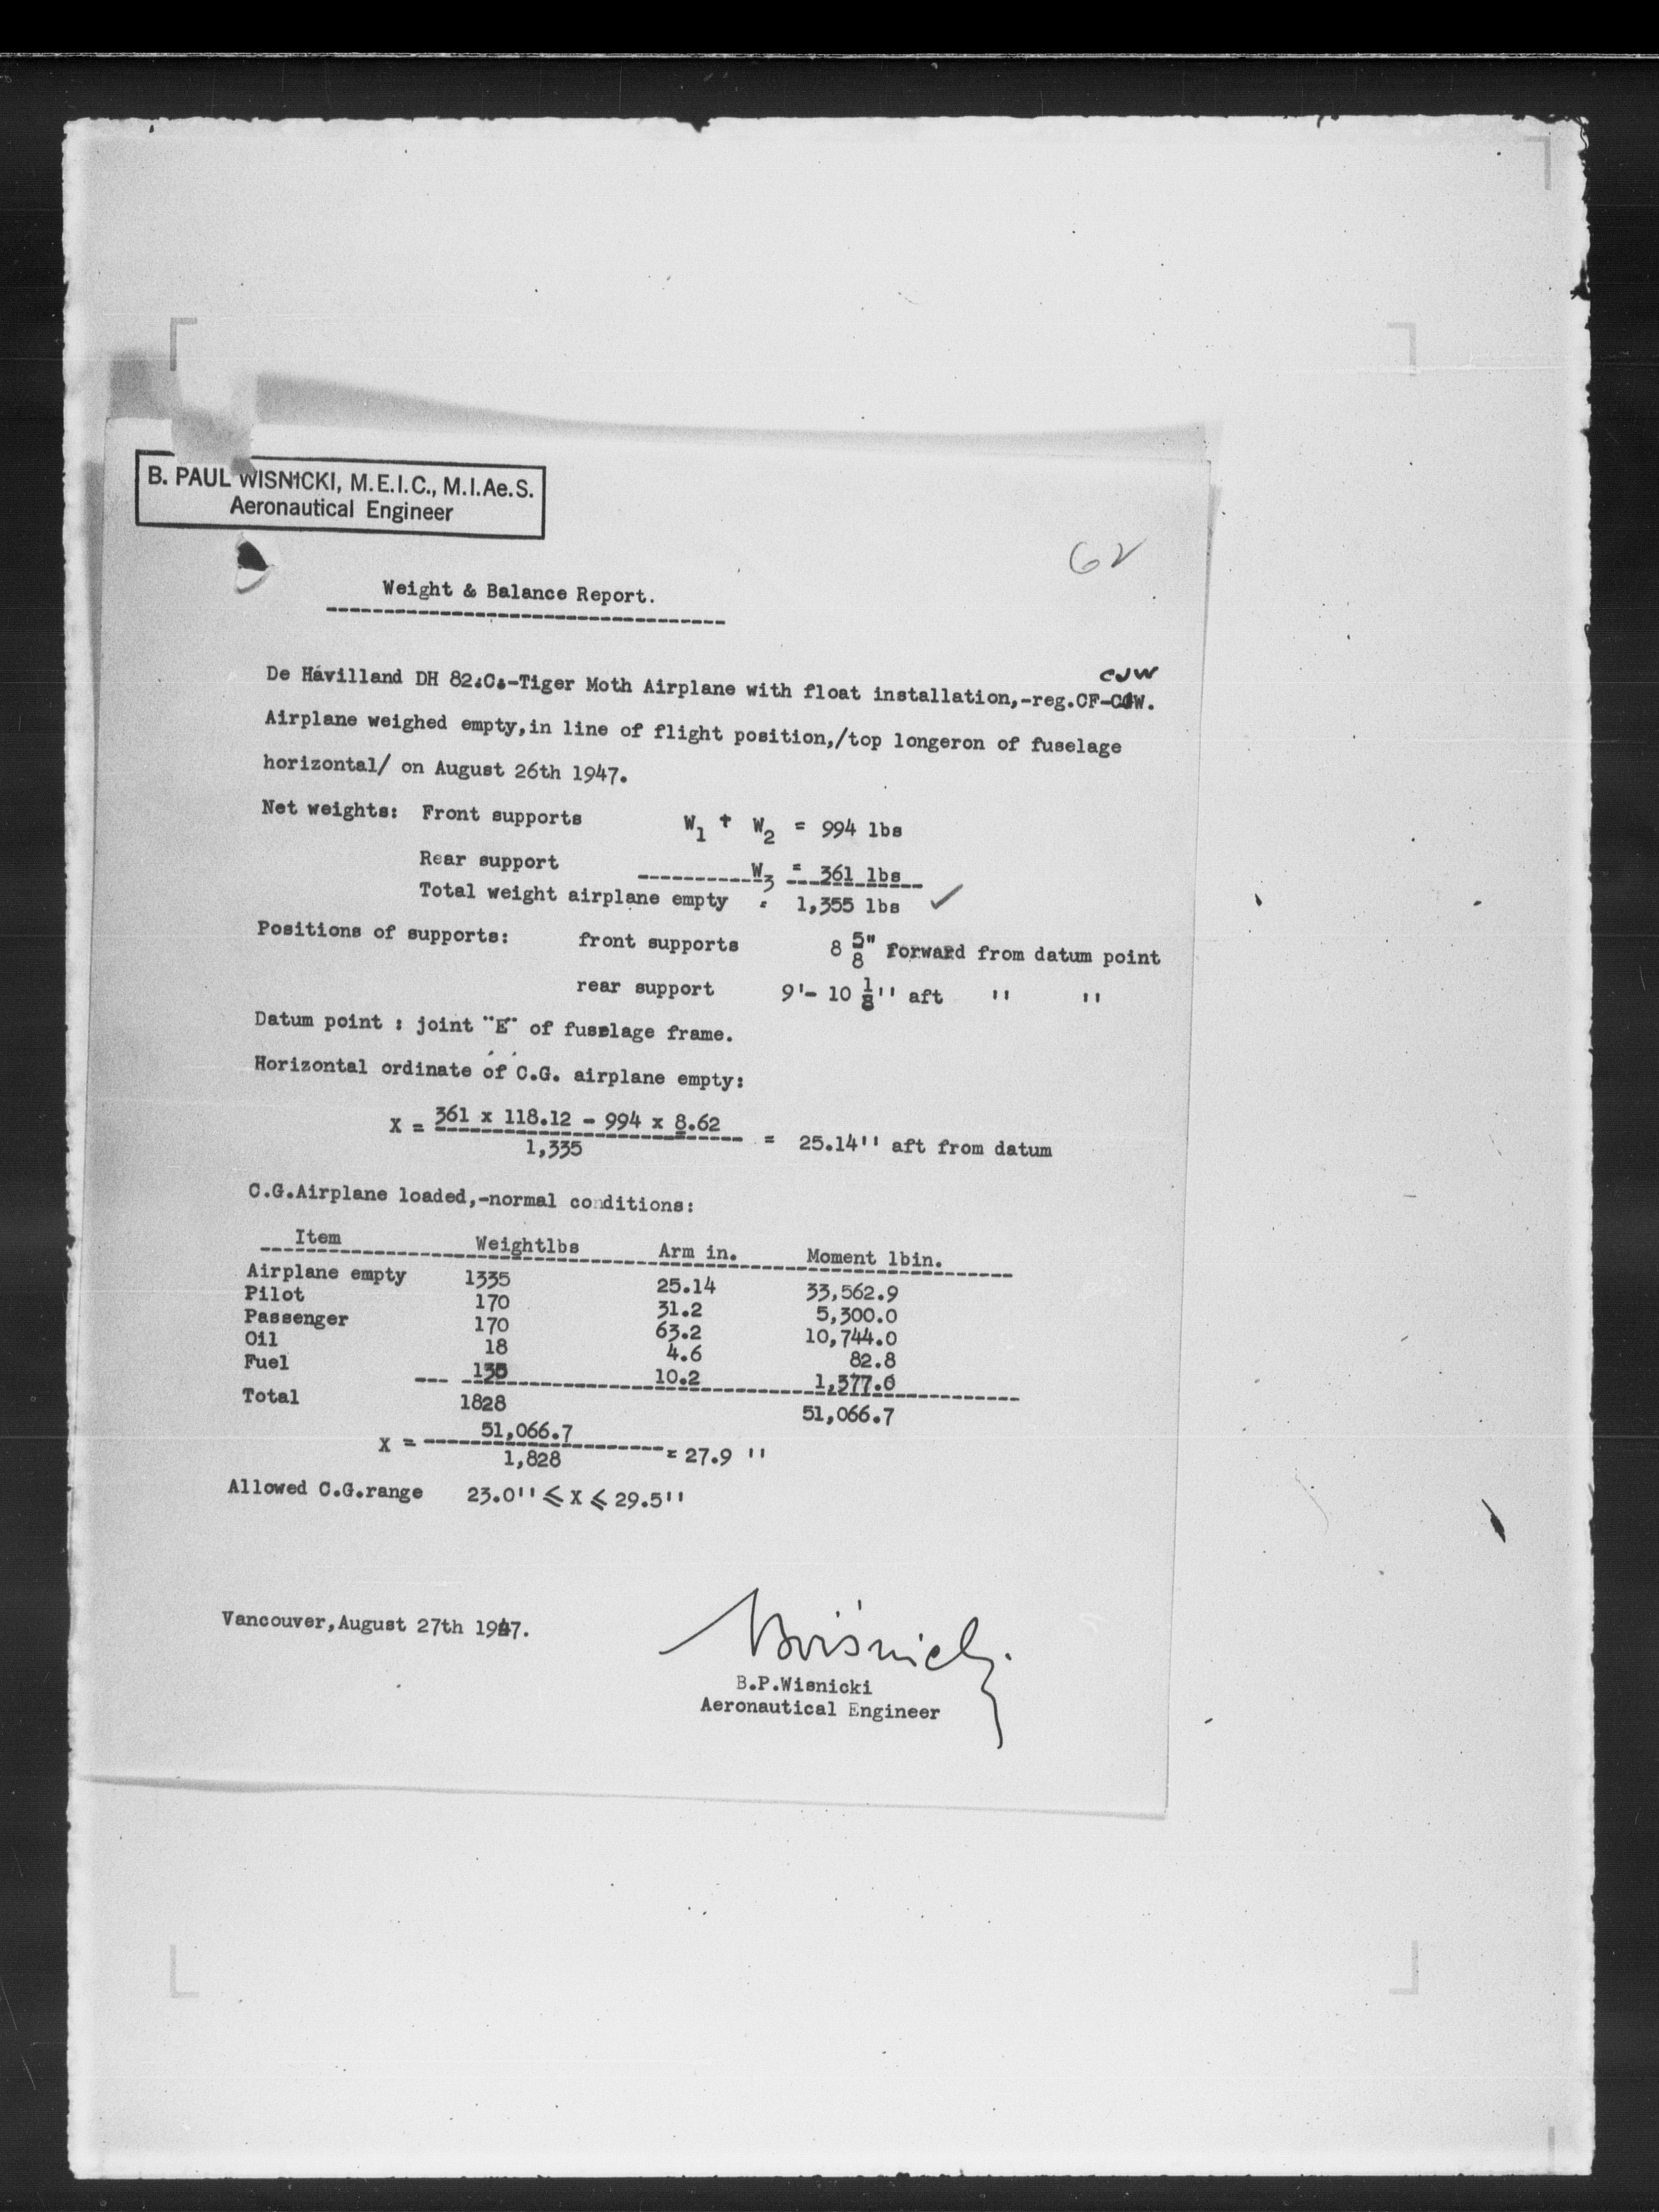 B. PAUL WISNICKI, M.E.I.C., M.I.Ae.S.
Aeronautical Engineer
62
Weight & Balance Report.
CJW
De Havilland DH 82.C.-Tiger Moth Airplane with float installation,-reg.CF-CJW.
Airplane weighed empty,in line of flight position,/top longeron of fuselage
horizontal/ on August 26th 1947.
Net weights: Front supports W1 + W2 = 994 lbs
Rear support W3 = 361 lbs
Total weight airplane empty = 1,355 lbs ✓
Positions of supports: front supports 8 5/8" forward from datum point
rear support 9'- 10 1/8'' aft '' ''
Datum point : joint "E" of fuselage frame.
Horizontal ordinate of C.G. airplane empty:
X = 361 x 118.12 - 994 x 8.62 / 1,335 = 25.14'' aft from datum
C.G.Airplane loaded,-normal conditions:
Item Weightlbs Arm in. Moment lbin.
Airplane empty 1335 25.14 33,562.9
Pilot 170 31.2 5,300.0
Passenger 170 63.2 10,744.0
Oil 18 4.6 82.8
Fuel 135 10.2 1,377.0
Total 1828 51,066.7
X = 51,066.7 / 1,828 = 27.9 ''
Allowed C.G.range 23.0'' ≤ X ≤ 29.5''
Vancouver,August 27th 1947.
Wiśnicki
B.P.Wisnicki
Aeronautical Engineer